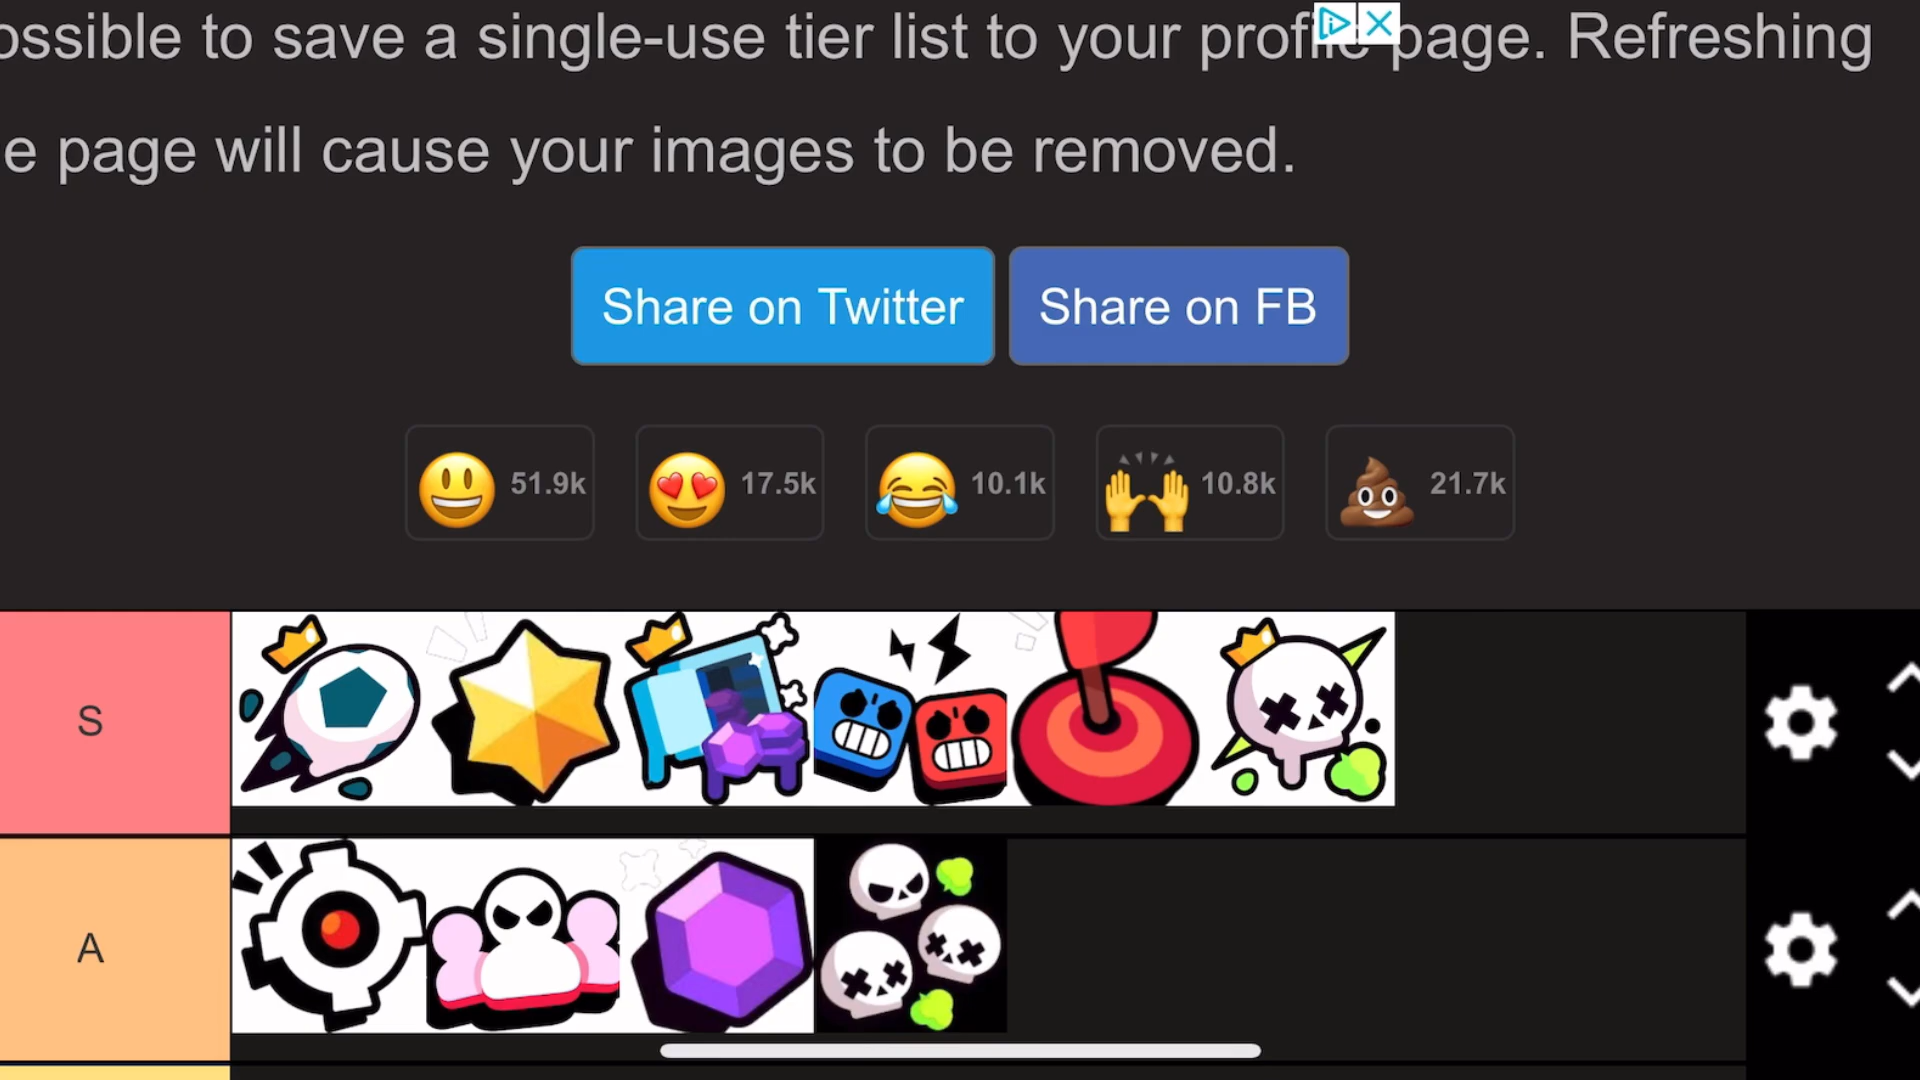 ossible to save a single-use tier list to your profile page. Refreshing
e page will cause your images to be removed.
Share on Twitter Share on FB
51.9k 17.5k 10.1k 10.8k 21.7k
S
A